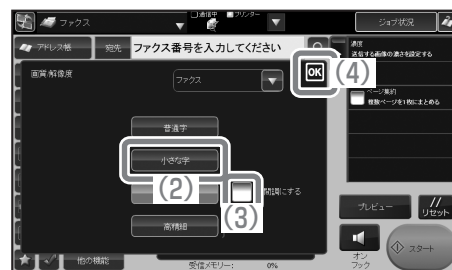 ファクス
通信中
プリンター
ジョブ状況
アドレス帳
宛先
ファクス番号を入力してください
画質/解像度
ファクス
OK
(4)
濃度
送信する画像の濃さを設定する
ページ集約
複数ページを1枚にまとめる
普通字
小さな字
(2)
(3)
間調にする
高精細
プレビュー
リセット
オン
フック
スタート
他の機能
受信メモリー: 0%